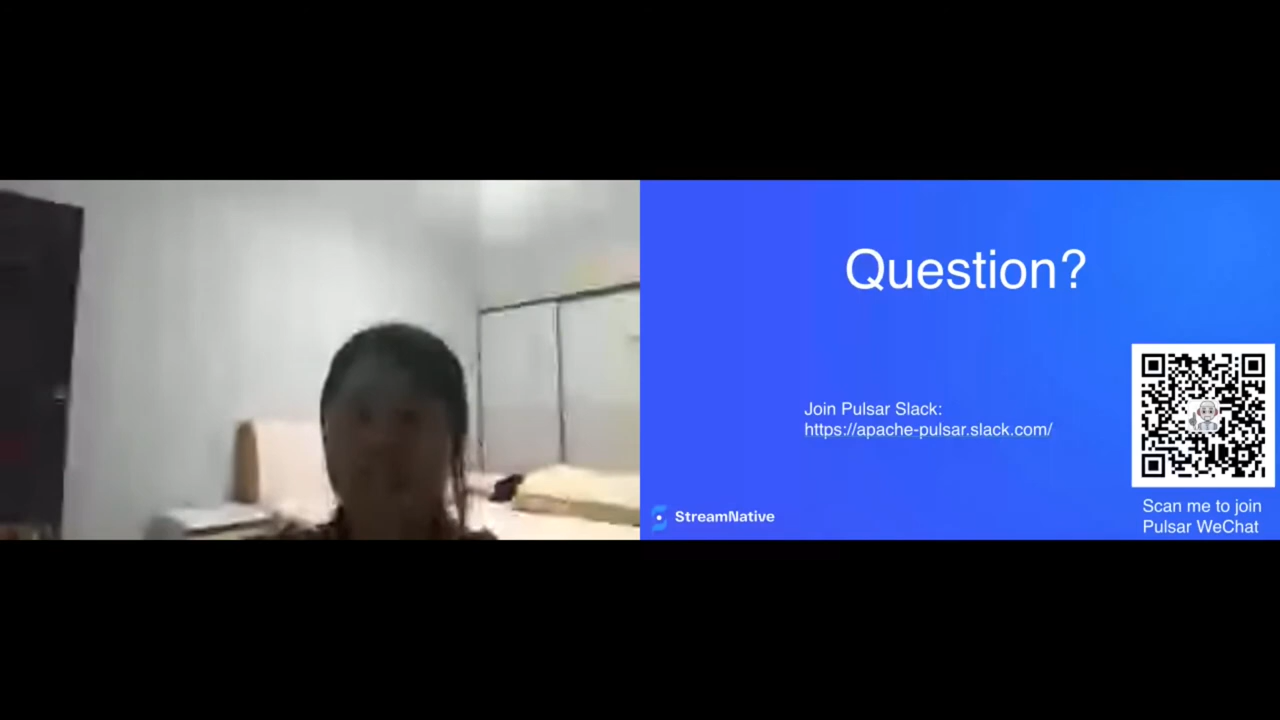 Question?
Join Pulsar Slack:
https://apache-pulsar.slack.com/
StreamNative
Scan me to join
Pulsar WeChat